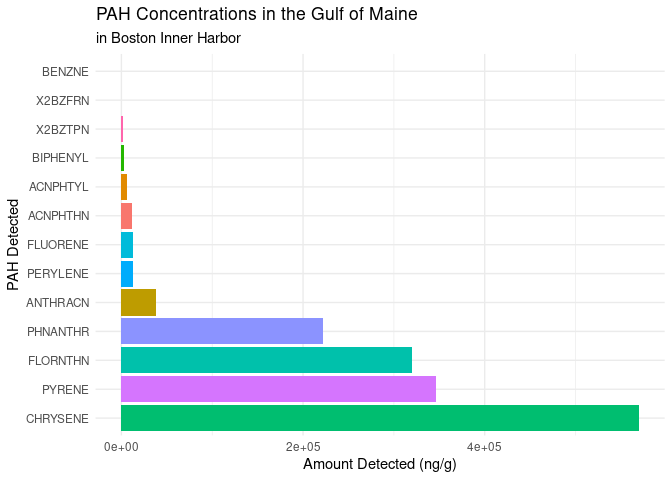 PAH Concentrations in the Gulf of Maine
in Boston Inner Harbor
PAH Detected
BENZNE
X2BZFRN
X2BZTPN
BIPHENYL
ACNPHTYL
ACNPHTHN
FLUORENE
PERYLENE
ANTHRACN
PHNANTHR
FLORNTHN
PYRENE
CHRYSENE
0e+00 2e+05 4e+05
Amount Detected (ng/g)